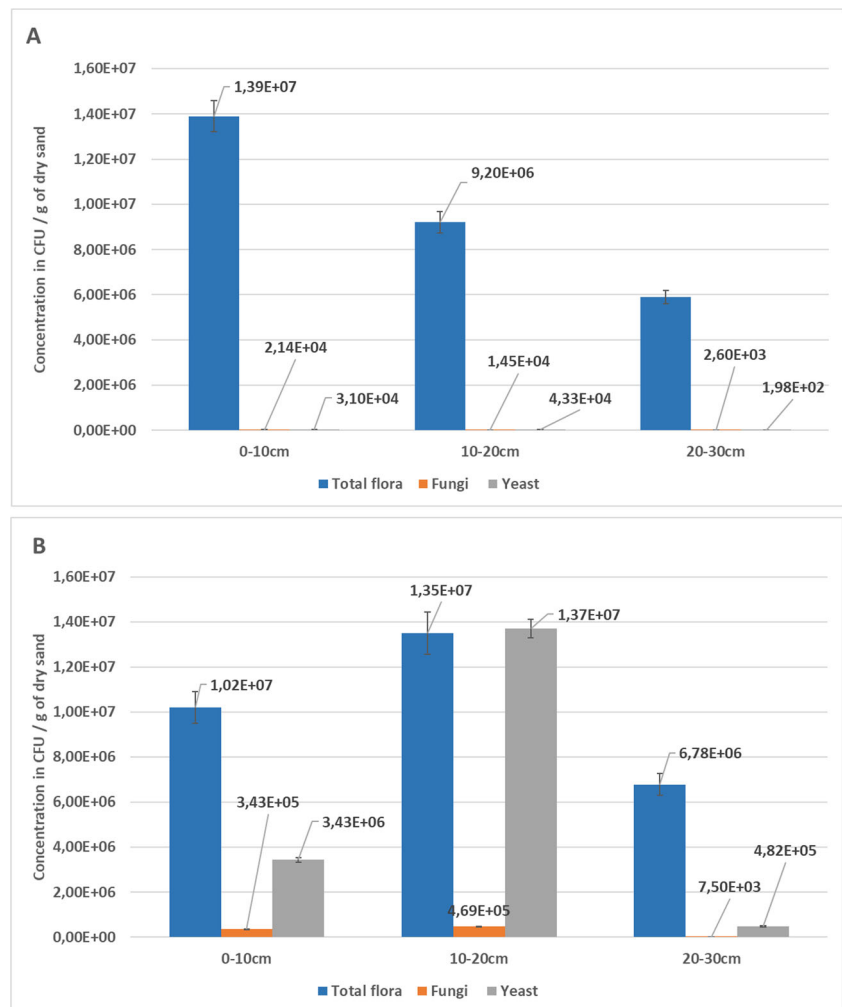 A
1,60E+07
1,39E+07
1,40E+07
1,20E+07
9,20E+06
1,00E+07
8,00E+06
6,00E+06
4,00E+06
2,14E+04
1,45E+04
2,60E+03
2,00E+06
3,10E+04
4,33E+04
1,98E+02
0,00E+00
Concentration in CFU / g of dry sand
0-10cm 10-20cm 20-30cm
Total flora Fungi Yeast
B
1,60E+07
1,35E+07
1,40E+07
1,37E+07
1,20E+07
1,02E+07
1,00E+07
8,00E+06
6,78E+06
6,00E+06
3,43E+05
3,43E+06
4,82E+05
4,00E+06
7,50E+03
2,00E+06
4,69E+05
0,00E+00
Concentration in CFU / g of dry sand
0-10cm 10-20cm 20-30cm
Total flora Fungi Yeast